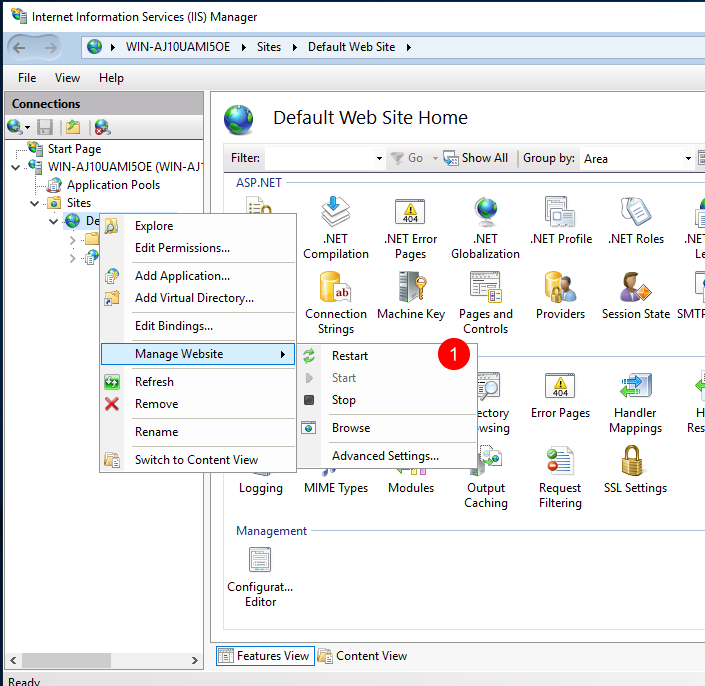 Internet Information Services (IIS) Manager
WIN-AJ10UAMI5OE
Sites
Default Web Site
File View Help
Connections
Start Page
WIN-AJ10UAMI5OE (WIN-AJ1
Application Pools
Sites
De
Explore
Edit Permissions...
Add Application...
Add Virtual Directory...
Edit Bindings...
Manage Website
Refresh
Remove
Rename
Switch to Content View
Restart
1
Start
Stop
Browse
Advanced Settings...
Default Web Site Home
Filter: Go Show All Group by: Area
ASP.NET
.NET
Compilation
.NET Error
Pages
.NET
Globalization
.NET Profile
.NET Roles
.NE
Le
Connection
Strings
Machine Key
Pages and
Controls
Providers
Session State
SMTP
ectory
wsing
Error Pages
Handler
Mappings
H
Res
Logging
MIME Types
Modules
Output
Caching
Request
Filtering
SSL Settings
Management
Configurat...
Editor
Features View
Content View
Ready